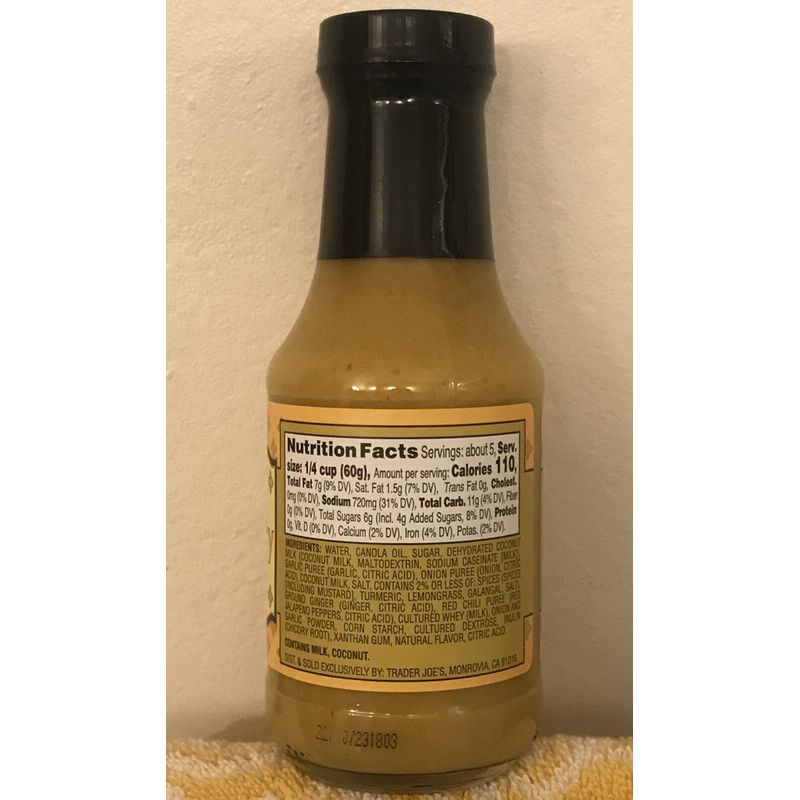 Nutrition Facts Servings: about 5, Serv.
size: 1/4 cup (60g), Amount per serving: Calories 110,
Total Fat 7g (9% DV), Sat. Fat 1.5g (7% DV), Trans Fat 0g, Cholest.
0mg (0% DV), Sodium 720mg (31% DV), Total Carb. 11g (4% DV), Fiber
0g (0% DV), Total Sugars 6g (Incl. 4g Added Sugars, 8% DV), Protein
0g, Vit. D (0% DV), Calcium (2% DV), Iron (4% DV), Potas. (2% DV).
INGREDIENTS: WATER, CANOLA OIL, SUGAR, DEHYDRATED COCONUT
MILK (COCONUT MILK, MALTODEXTRIN, SODIUM CASEINATE [MILK]),
GARLIC PUREE (GARLIC, CITRIC ACID), ONION PUREE (ONION, CITRIC
ACID), COCONUT MILK, SALT, CONTAINS 2% OR LESS OF: SPICES (SPICES
[INCLUDING MUSTARD], TURMERIC, LEMONGRASS, GALANGAL, SALT),
GROUND GINGER (GINGER, CITRIC ACID), RED CHILI PUREE (RED
JALAPENO PEPPERS, CITRIC ACID), CULTURED WHEY (MILK), ONION AND
GARLIC POWDER, CORN STARCH, CULTURED DEXTROSE, INULIN
(CHICORY ROOT), XANTHAN GUM, NATURAL FLAVOR, CITRIC ACID.
CONTAINS MILK, COCONUT.
DIST. & SOLD EXCLUSIVELY BY: TRADER JOE'S, MONROVIA, CA 91016
07231803